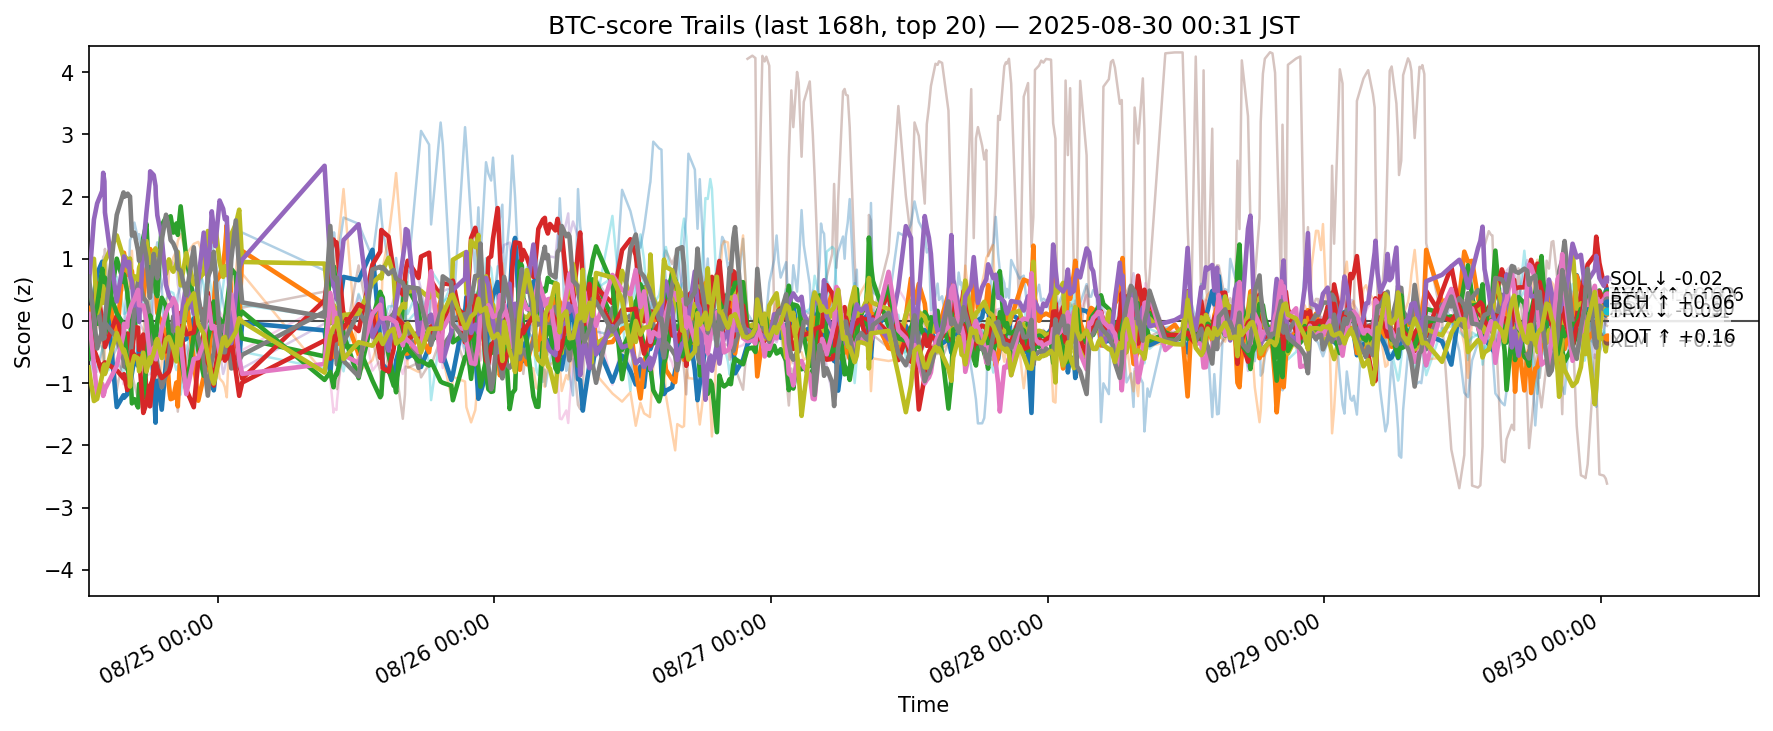 BTC-score Trails (last 168h, top 20) — 2025-08-30 00:31 JST
Score (z)
4
3
2
1
0
−1
−2
−3
−4
SOL ↓ -0.02
BCH ↑ +0.06
TRX ↓
DOT ↑ +0.16
08/25 00:00
08/26 00:00
08/27 00:00
08/28 00:00
08/29 00:00
08/30 00:00
Time